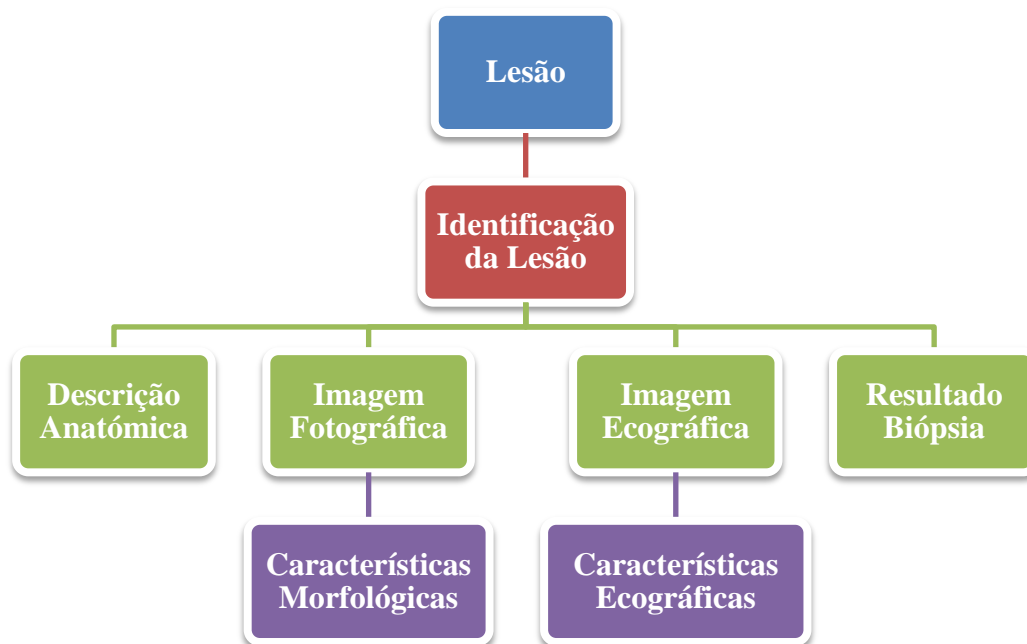 Lesão
Identificação
da Lesão
Descrição
Anatómica
Imagem
Fotográfica
Imagem
Ecográfica
Resultado
Biópsia
Características
Morfológicas
Características
Ecográficas